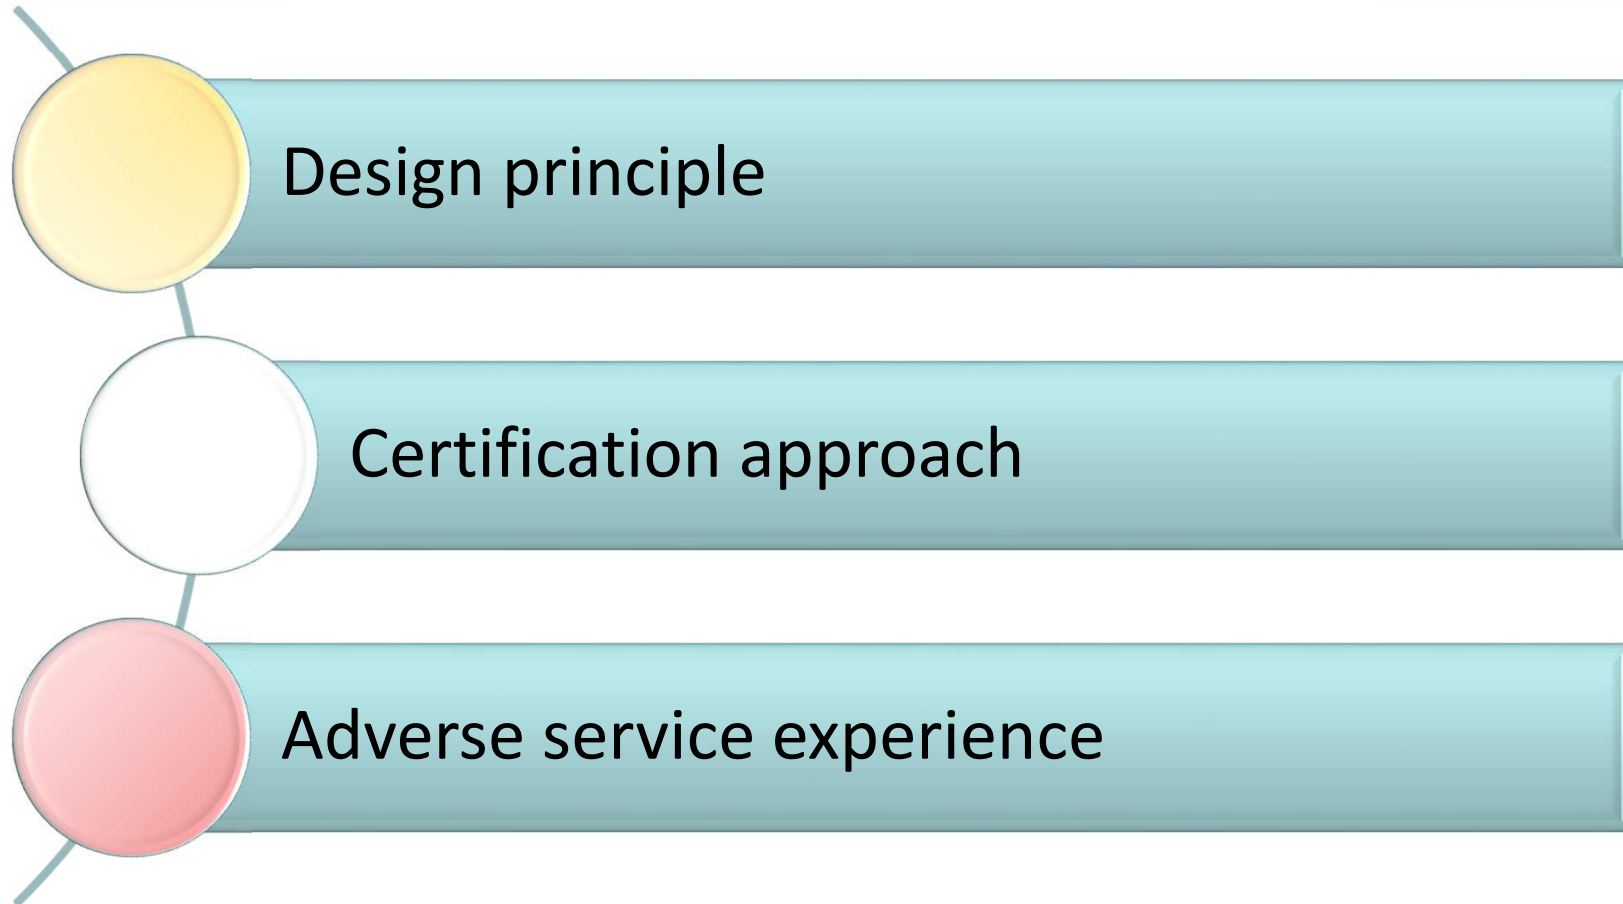 Design principle
Certification approach
Adverse service experience